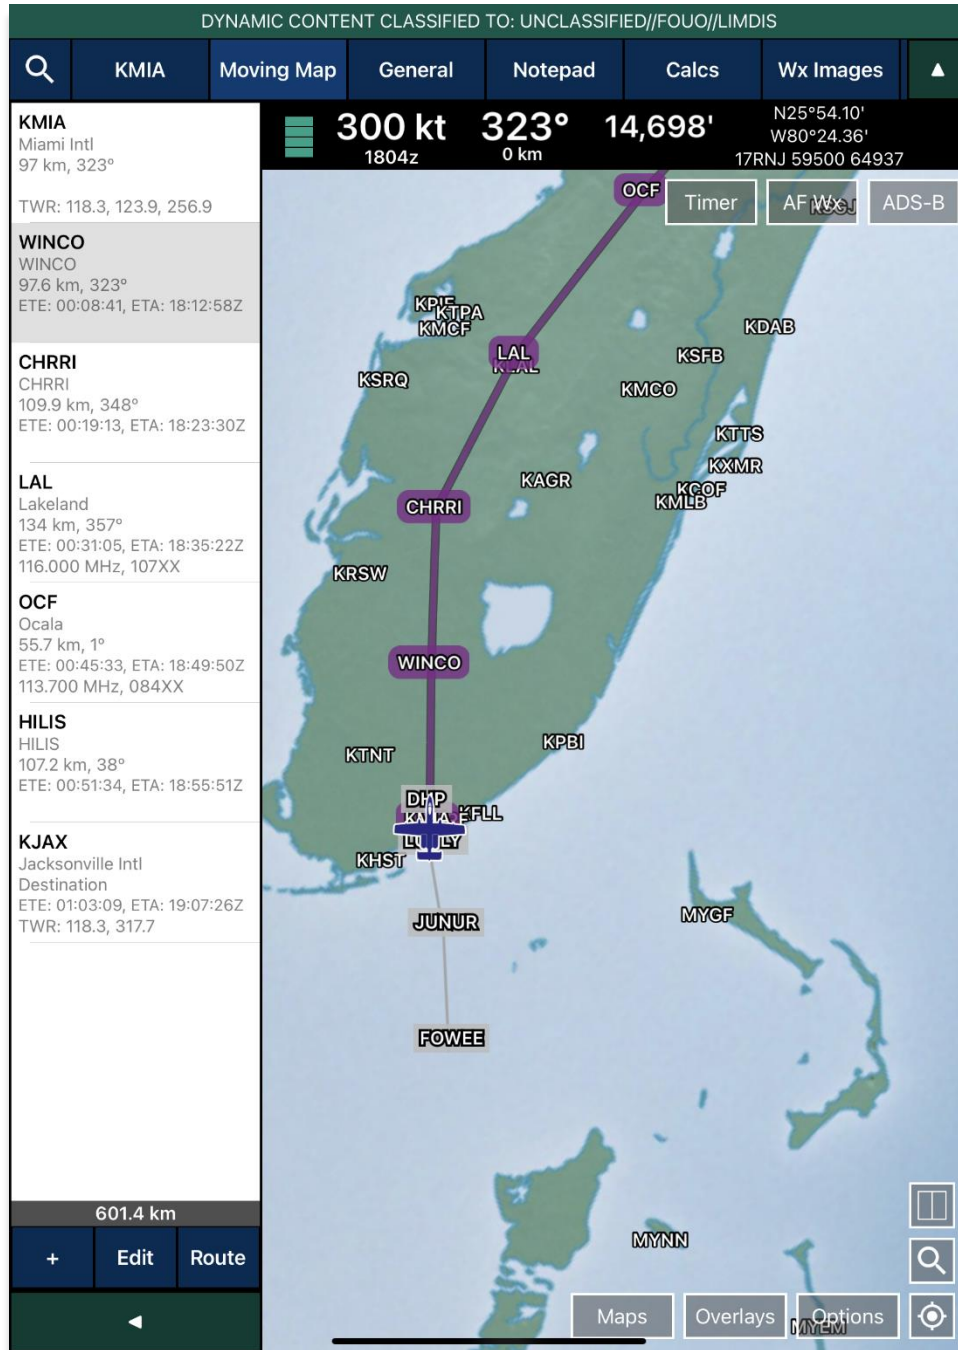 DYNAMIC CONTENT CLASSIFIED TO: UNCLASSIFIED//FOUO//LIMDIS
KMIA
Moving Map
General
Notepad
Calcs
Wx Images
KMIA
Miami Intl
97 km, 323°
TWR: 118.3, 123.9, 256.9
WINCO
WINCO
97.6 km, 323°
ETE: 00:08:41, ETA: 18:12:58Z
CHRRI
CHRRI
109.9 km, 348°
ETE: 00:19:13, ETA: 18:23:30Z
LAL
Lakeland
134 km, 357°
ETE: 00:31:05, ETA: 18:35:22Z
116.000 MHz, 107XX
OCF
Ocala
55.7 km, 1°
ETE: 00:45:33, ETA: 18:49:50Z
113.700 MHz, 084XX
HILIS
HILIS
107.2 km, 38°
ETE: 00:51:34, ETA: 18:55:51Z
KJAX
Jacksonville Intl
Destination
ETE: 01:03:09, ETA: 19:07:26Z
TWR: 118.3, 317.7
601.4 km
+
Edit
Route
300 kt
1804z
323°
0 km
14,698'
N25°54.10'
W80°24.36'
17RNJ 59500 64937
OCF
Timer
AF Wx
ADS-B
KPIE
KTPA
KMCF
KDAB
LAL
KLAL
KSFB
KSRQ
KMCO
KTTS
KXMR
KAGR
KCOF
KMLB
CHRRI
KRSW
WINCO
KPBI
KTNT
DHP
KFLL
KHST
JUNUR
MYGF
FOWEE
MYNN
Maps
Overlays
Options
MYEM